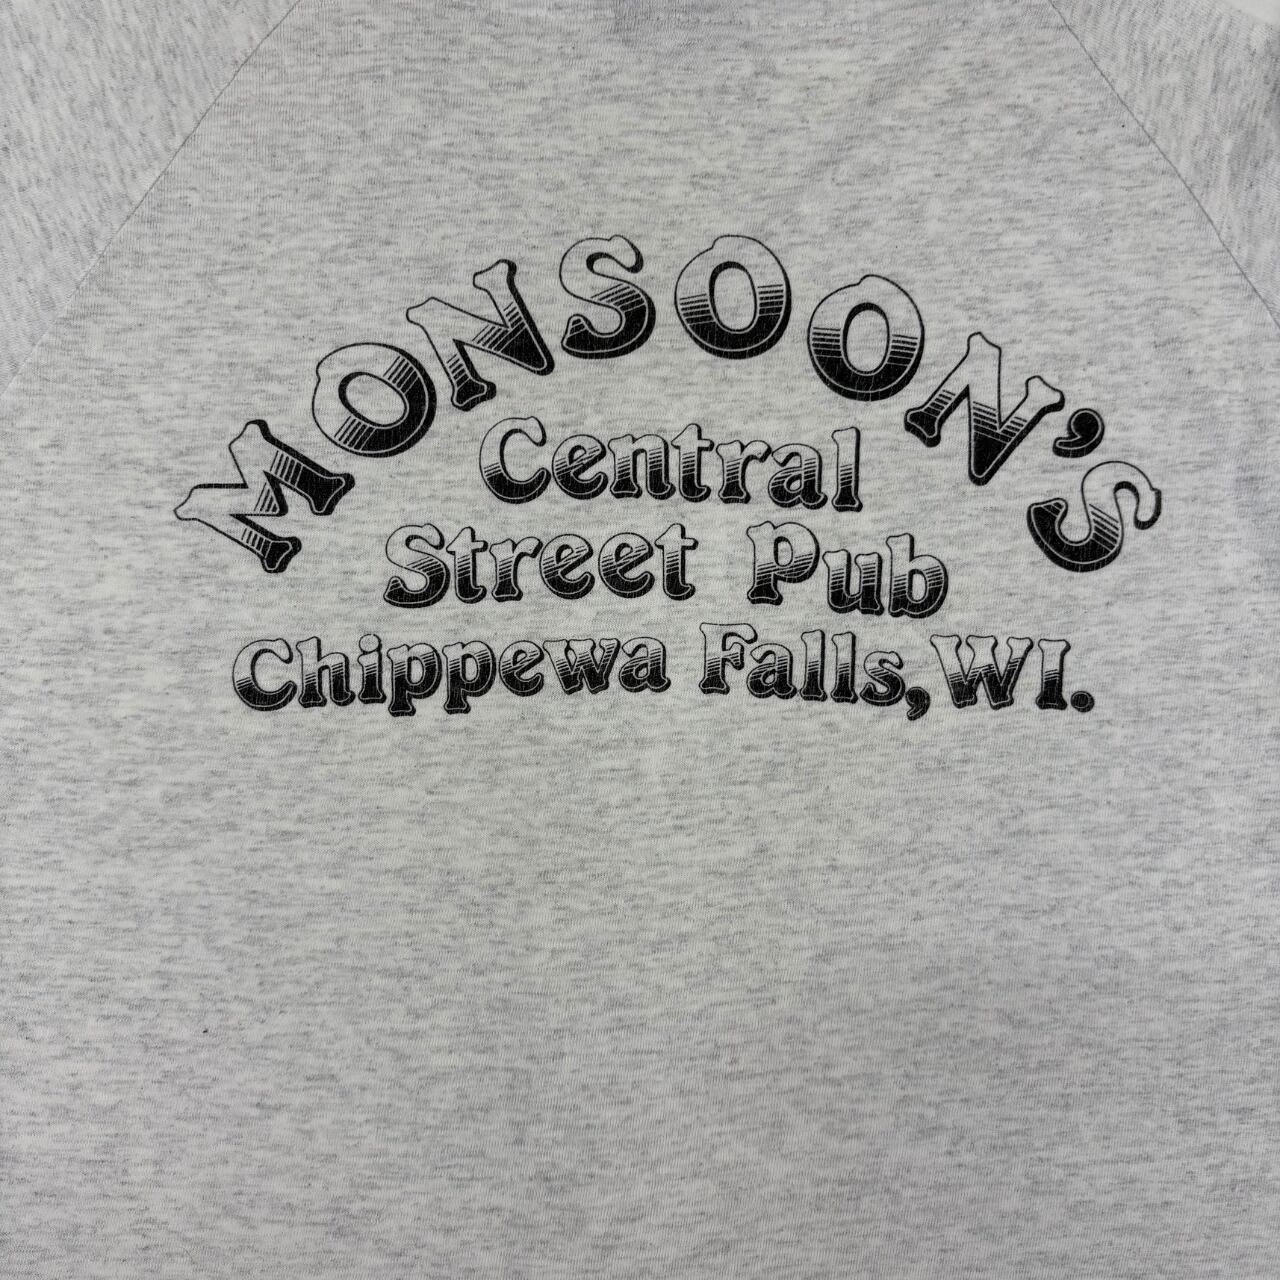 MONSOON'S
Central
Street Pub
Chippewa Falls, WI.